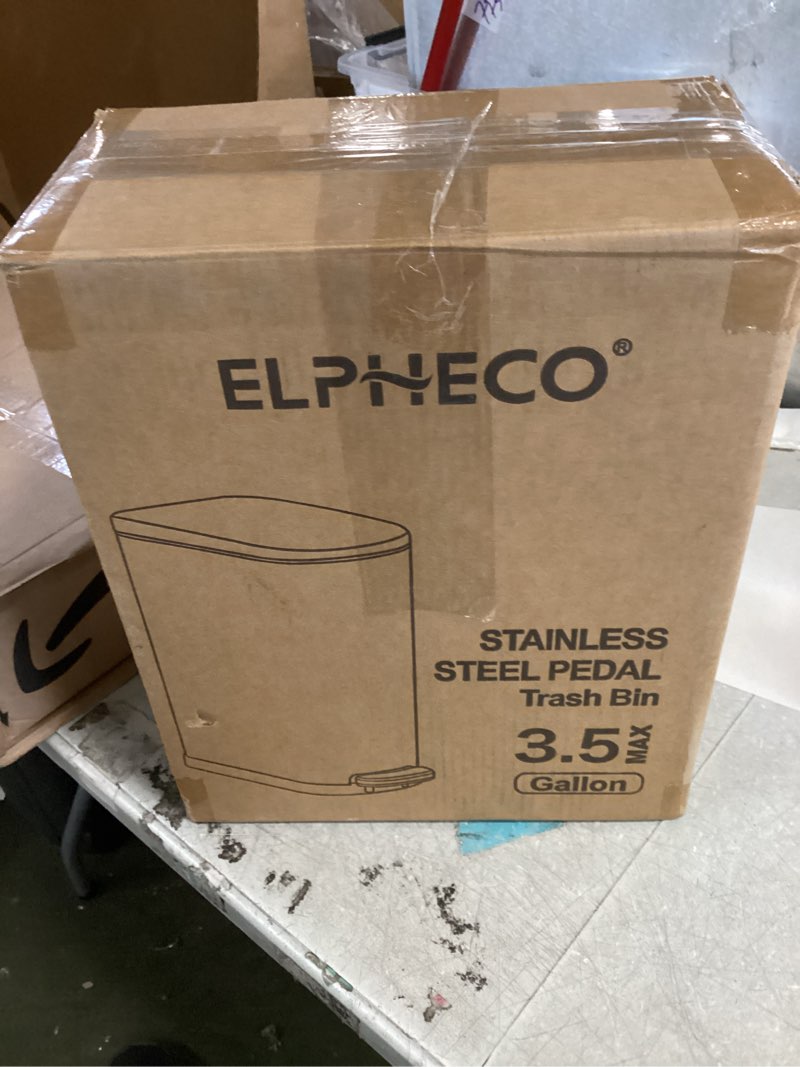 ELPHECO®
STAINLESS
STEEL PEDAL
Trash Bin
3.5 MAX
Gallon